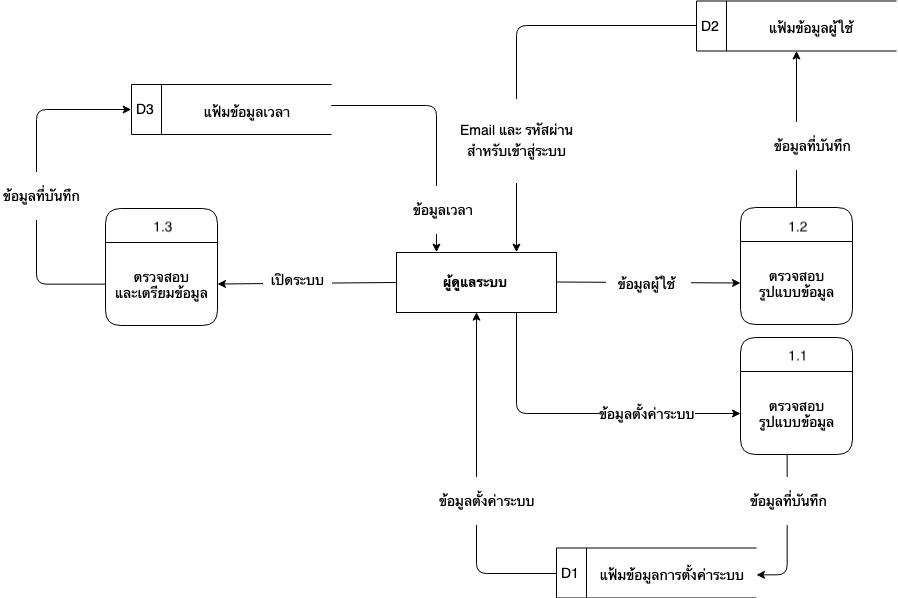 D2
แฟ้มข้อมูลผู้ใช้
D3
แฟ้มข้อมูลเวลา
Email และ รหัสผ่าน
สำหรับเข้าสู่ระบบ
ข้อมูลที่บันทึก
ข้อมูลที่บันทึก
ข้อมูลเวลา
1.3
ตรวจสอบ
และเตรียมข้อมูล
เปิดระบบ
ผู้ดูแลระบบ
ข้อมูลผู้ใช้
1.2
ตรวจสอบ
รูปแบบข้อมูล
1.1
ตรวจสอบ
รูปแบบข้อมูล
ข้อมูลตั้งค่าระบบ
ข้อมูลตั้งค่าระบบ
ข้อมูลที่บันทึก
D1
แฟ้มข้อมูลการตั้งค่าระบบ